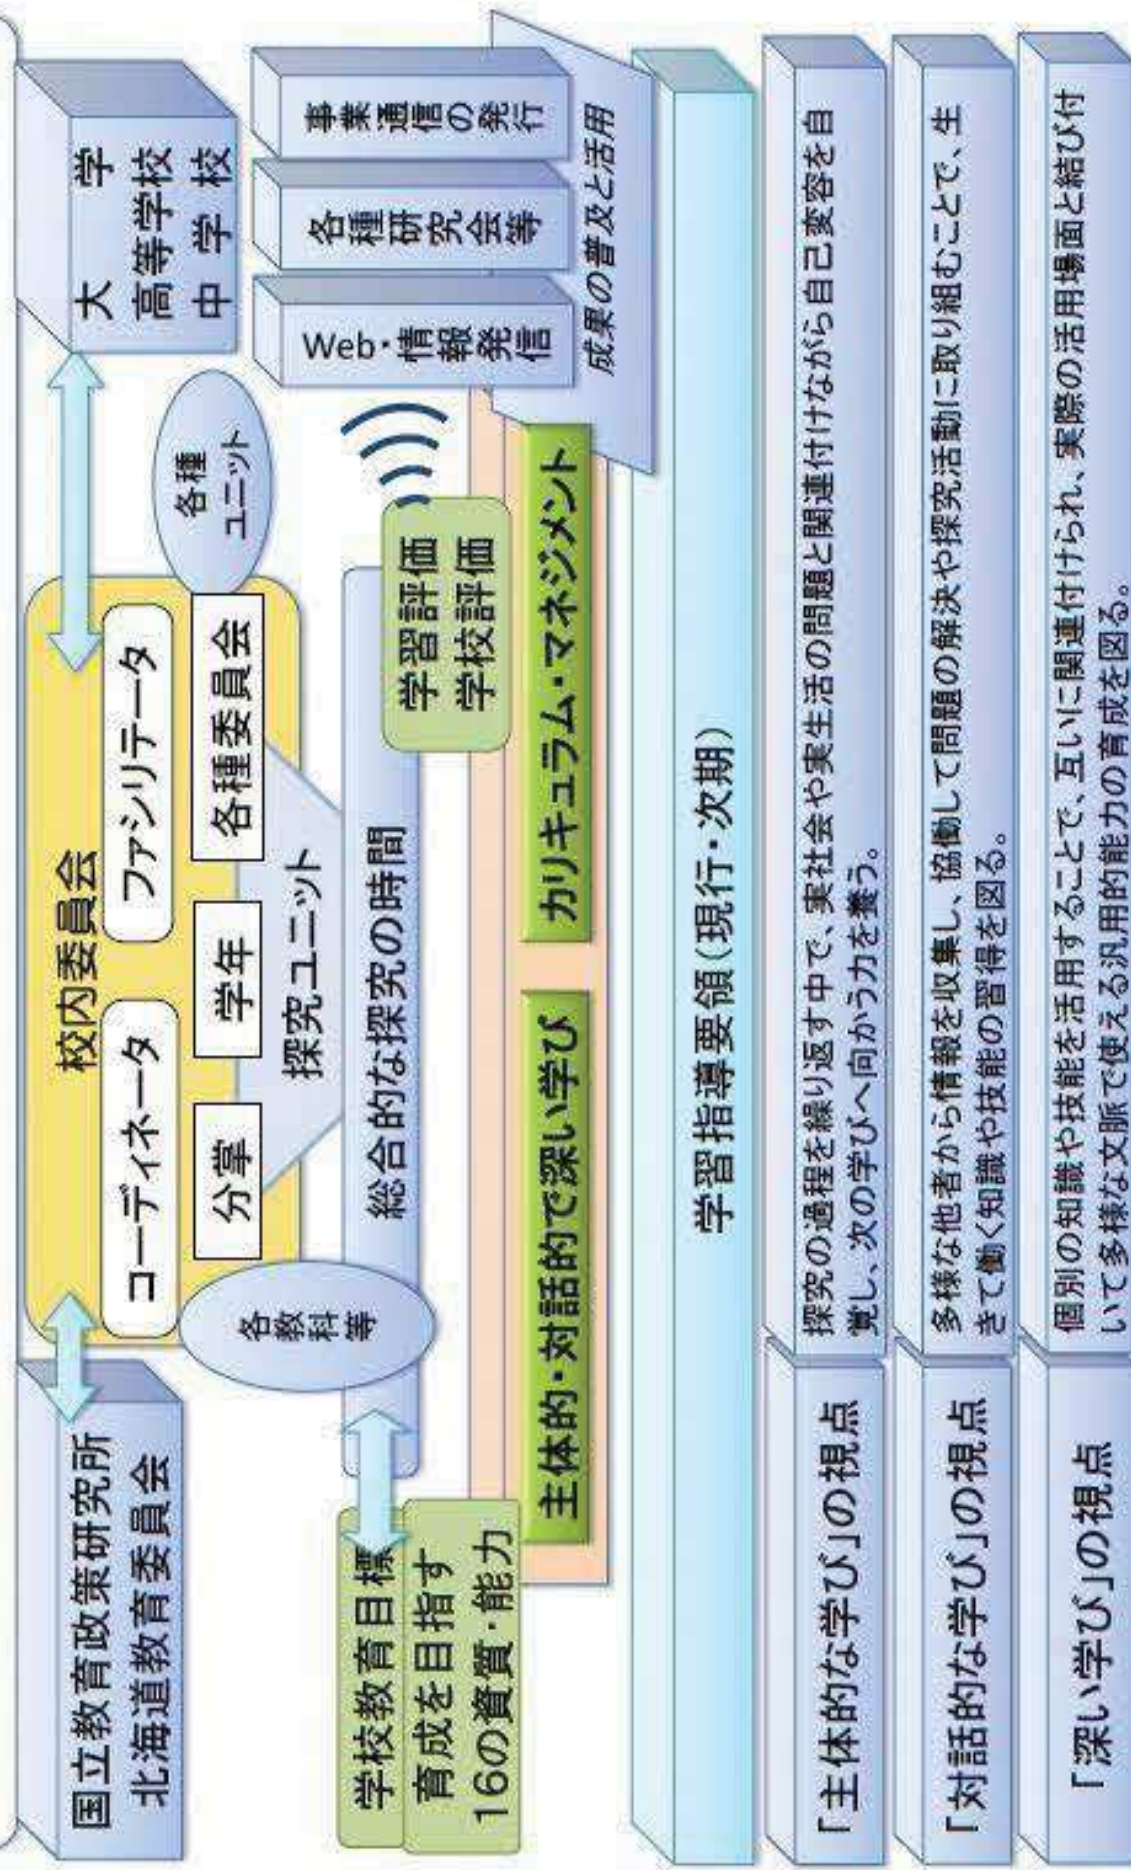 国立教育政策研究所
北海道教育委員会
校内委員会
コーディネータ
ファシリテータ
分掌
学年
各種委員会
探究ユニット
各種
ユニット
大学
高等学校
中学校
各
教科
等
総合的な探究の時間
学校教育目標
育成を目指す
16の資質・能力
学習評価
学校評価
Web・情報発信
各種研究会等
事業通信の発行
成果の普及と活用
主体的・対話的で深い学び
カリキュラム・マネジメント
学習指導要領(現行・次期)
「主体的な学び」の視点
探究の過程を繰り返す中で、実社会や実生活の問題と関連付けながら自己変容を自
覚し、次の学びへ向かう力を養う。
「対話的な学び」の視点
多様な他者から情報を収集し、協働して問題の解決や探究活動に取り組むことで、生
きて働く知識や技能の習得を図る。
「深い学び」の視点
個別の知識や技能を活用することで、互いに関連付けられ、実際の活用場面と結び付
いて多様な文脈で使える汎用的能力の育成を図る。